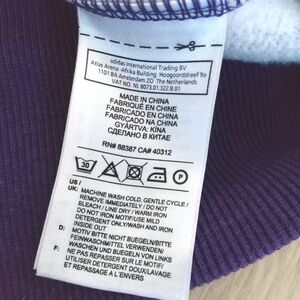 adidas International Trading BV
Atlas Arena -Afrika Building Hoogoorddreef 9a
1101 BA Amsterdam ZO The Netherlands
VAT NO. NL 8073.01.322.B.01
MADE IN CHINA
FABRIQUÉ EN CHINE
FABRICADO EN CHINA
FABRICADO NA CHINA
GYÁRTVA: KÍNA
СДЕЛАНО В КИТАЕ
RN# 88387 CA# 40312
30
P
US /
UK: MACHINE WASH COLD, GENTLE CYCLE /
REMOVE IMMEDIATELY / DO NOT
BLEACH / LINE DRY / WARM IRON
DO NOT IRON MOTIF/USE MILD
DETERGENT ONLY/WASH AND IRON
INSIDE OUT
D: MOTIV BITTE NICHT BUEGELN/BITTE
FEINWASCHMITTEL VERWENDEN/
WASCHEN UND BUEGELN VON LINKS
F: NE PAS REPASSER SUR LE MOTIF/
UTILISER DETERGENT DOUX/LAVAGE
ET REPASSAGE A L'ENVERS